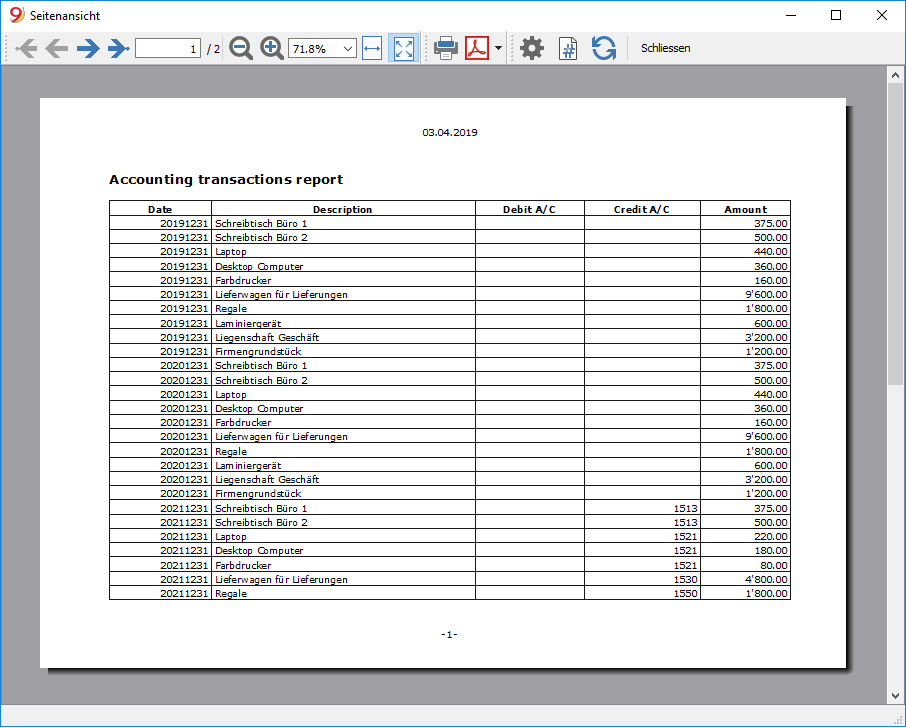 Seitenansicht
1 / 2 71.8% Schliessen
03.04.2019
Accounting transactions report
Date Description Debit A/C Credit A/C Amount
20191231 Schreibtisch Büro 1 375.00
20191231 Schreibtisch Büro 2 500.00
20191231 Laptop 440.00
20191231 Desktop Computer 360.00
20191231 Farbdrucker 160.00
20191231 Lieferwagen für Lieferungen 9'600.00
20191231 Regale 1'800.00
20191231 Laminiergerät 600.00
20191231 Liegenschaft Geschäft 3'200.00
20191231 Firmengrundstück 1'200.00
20201231 Schreibtisch Büro 1 375.00
20201231 Schreibtisch Büro 2 500.00
20201231 Laptop 440.00
20201231 Desktop Computer 360.00
20201231 Farbdrucker 160.00
20201231 Lieferwagen für Lieferungen 9'600.00
20201231 Regale 1'800.00
20201231 Laminiergerät 600.00
20201231 Liegenschaft Geschäft 3'200.00
20201231 Firmengrundstück 1'200.00
20211231 Schreibtisch Büro 1 1513 375.00
20211231 Schreibtisch Büro 2 1513 500.00
20211231 Laptop 1521 220.00
20211231 Desktop Computer 1521 180.00
20211231 Farbdrucker 1521 80.00
20211231 Lieferwagen für Lieferungen 1530 4'800.00
20211231 Regale 1550 1'800.00
-1-